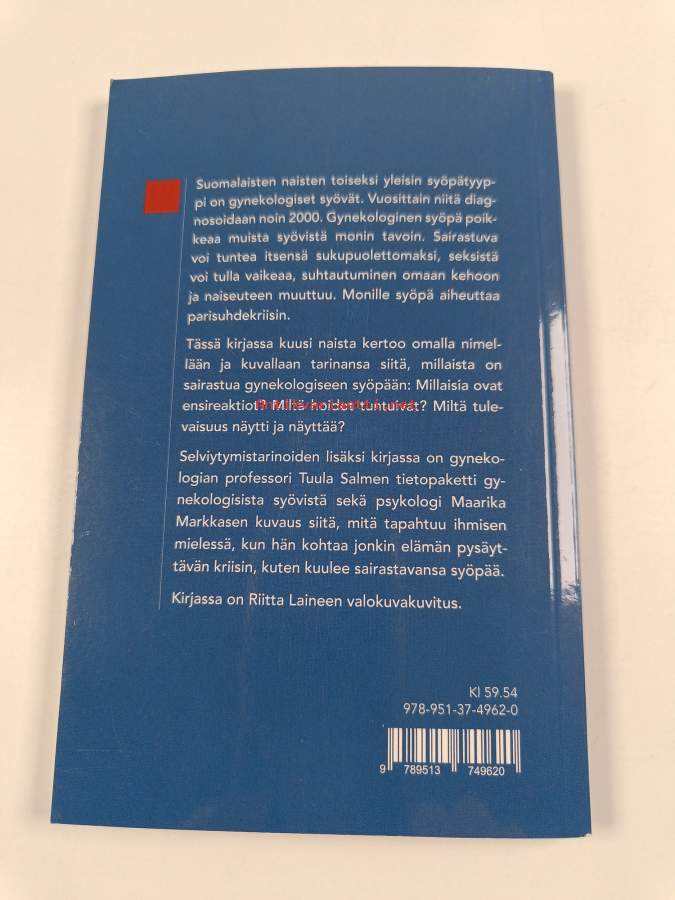 Suomalaisten naisten toiseksi yleisin syöpätyyp-
pi on gynekologiset syövät. Vuosittain niitä diag-
nosoidaan noin 2000. Gynekologinen syöpä poik-
keaa muista syövistä monin tavoin. Sairastuva
voi tuntea itsensä sukupuolettomaksi, seksistä
voi tulla vaikeaa, suhtautuminen omaan kehoon
ja naiseuteen muuttuu. Monille syöpä aiheuttaa
parisuhdekriisin.
Tässä kirjassa kuusi naista kertoo omalla nimel-
lään ja kuvallaan tarinansa siitä, millaista on
sairastua gynekologiseen syöpään: Millaisia ovat
ensireaktiot? Miltä hoidot tuntuivat? Miltä tule-
vaisuus näytti ja näyttää?
Selviytymistarinoiden lisäksi kirjassa on gyneko-
logian professori Tuula Salmen tietopaketti gy-
nekologisista syövistä sekä psykologi Maarika
Markkasen kuvaus siitä, mitä tapahtuu ihmisen
mielessä, kun hän kohtaa jonkin elämän pysäyt-
tävän kriisin, kuten kuulee sairastavansa syöpää.
Kirjassa on Riitta Laineen valokuvakuvitus.
Kl 59.54
978-951-37-4962-0
9 789513 749620